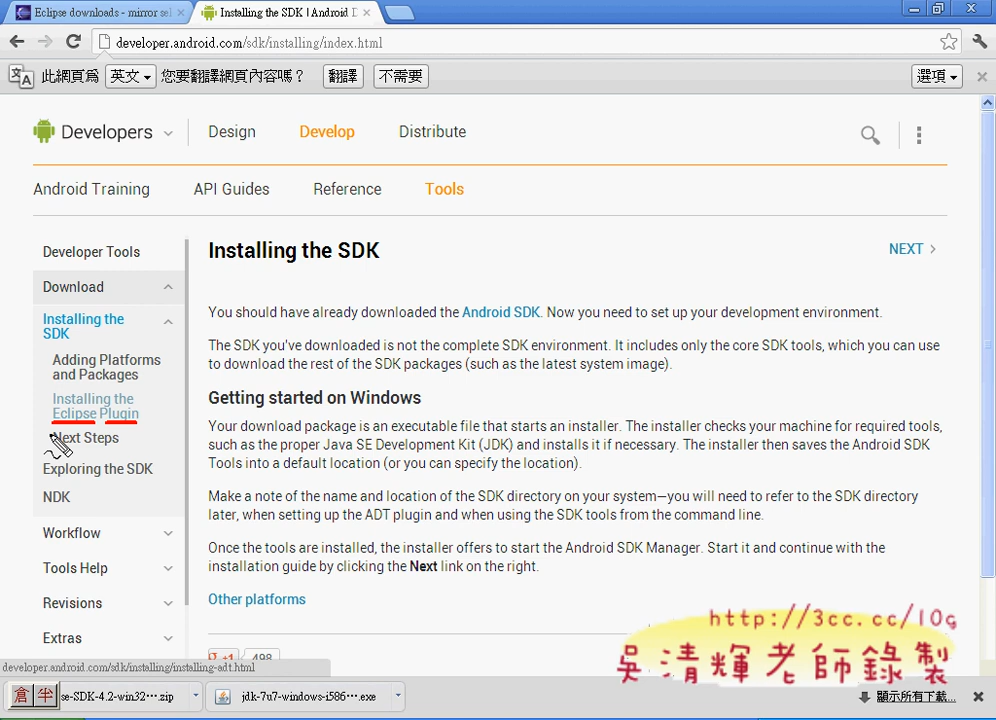 Eclipse downloads - mirror sel
Installing the SDK | Android D
developer.android.com/sdk/installing/index.html
此網頁為 英文 您要翻譯網頁內容嗎？ 翻譯 不需要 選項
Developers Design Develop Distribute
Android Training API Guides Reference Tools
Developer Tools
Download
Installing the
SDK
Adding Platforms
and Packages
Installing the
Eclipse Plugin
Next Steps
Exploring the SDK
NDK
Workflow
Tools Help
Revisions
Extras
Installing the SDK
NEXT
You should have already downloaded the Android SDK. Now you need to set up your development environment.
The SDK you've downloaded is not the complete SDK environment. It includes only the core SDK tools, which you can use
to download the rest of the SDK packages (such as the latest system image).
Getting started on Windows
Your download package is an executable file that starts an installer. The installer checks your machine for required tools,
such as the proper Java SE Development Kit (JDK) and installs it if necessary. The installer then saves the Android SDK
Tools into a default location (or you can specify the location).
Make a note of the name and location of the SDK directory on your system—you will need to refer to the SDK directory
later, when setting up the ADT plugin and when using the SDK tools from the command line.
Once the tools are installed, the installer offers to start the Android SDK Manager. Start it and continue with the
installation guide by clicking the Next link on the right.
Other platforms
+1 498
http://3cc.cc/10g
吳清輝老師錄製
developer.android.com/sdk/installing/installing-adt.html
倉 半 se-SDK-4.2-win32···.zip
jdk-7u7-windows-i586···.exe
顯示所有下載...